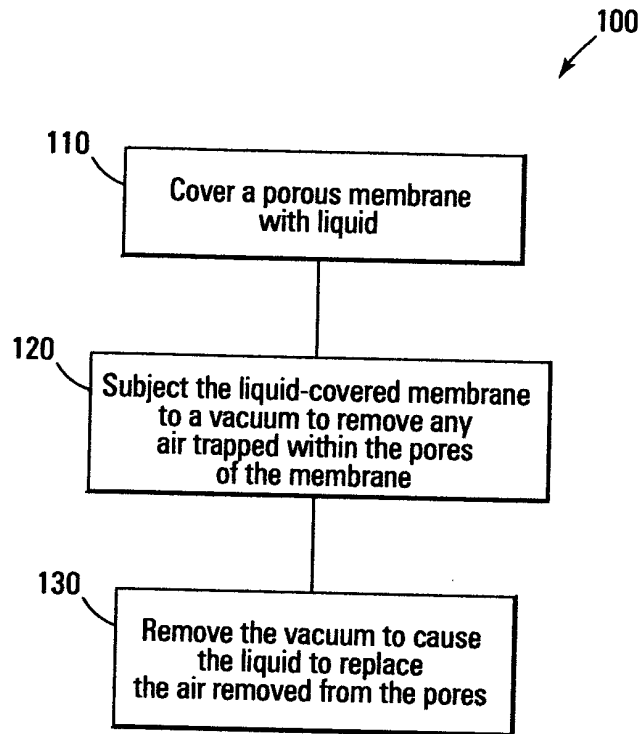 100
110
Cover a porous membrane
with liquid
120
Subject the liquid-covered membrane
to a vacuum to remove any
air trapped within the pores
of the membrane
130
Remove the vacuum to cause
the liquid to replace
the air removed from the pores